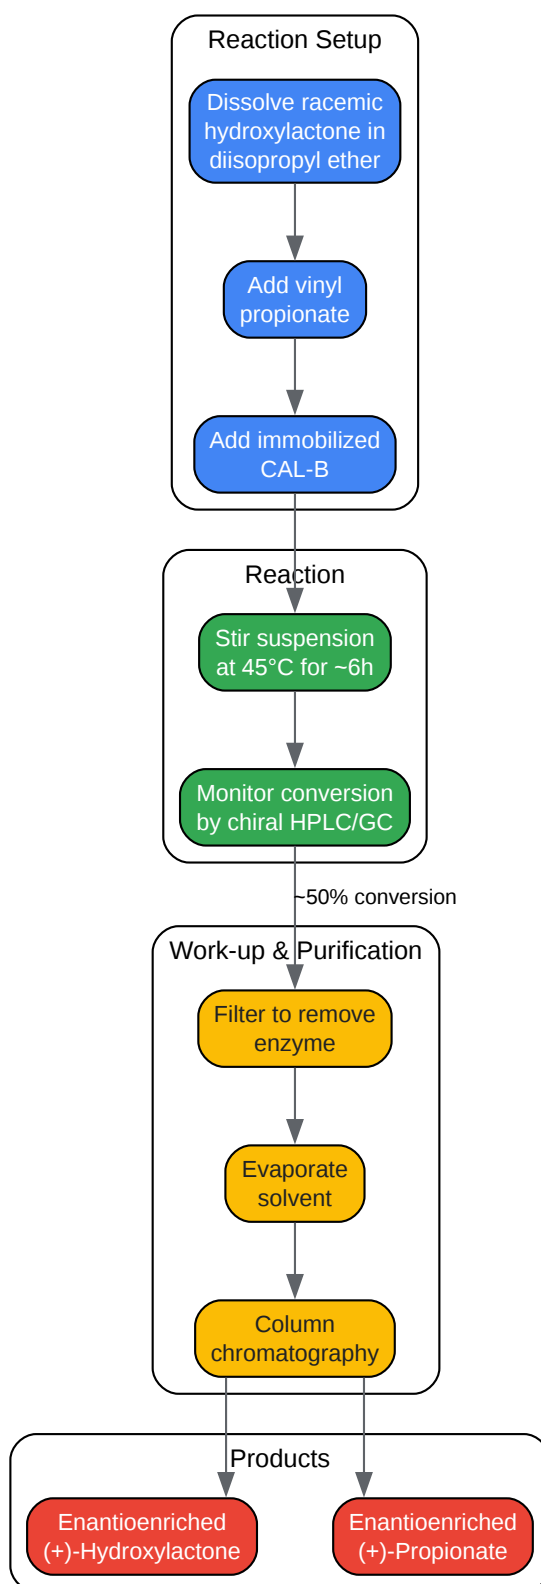 Reaction Setup
Dissolve racemic
hydroxylactone in
diisopropyl ether
Add vinyl
propionate
Add immobilized
CAL-B
Reaction
Stir suspension
at 45°C for ~6h
Monitor conversion
by chiral HPLC/GC
~50% conversion
Work-up & Purification
Filter to remove
enzyme
Evaporate
solvent
Column
chromatography
Products
Enantioenriched
(+)-Hydroxylactone
Enantioenriched
(+)-Propionate